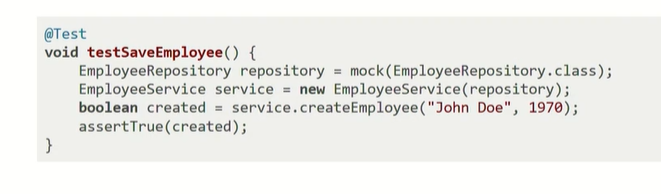 @Test
void testSaveEmployee() {
    EmployeeRepository repository = mock(EmployeeRepository.class);
    EmployeeService service = new EmployeeService(repository);
    boolean created = service.createEmployee("John Doe", 1970);
    assertTrue(created);
}